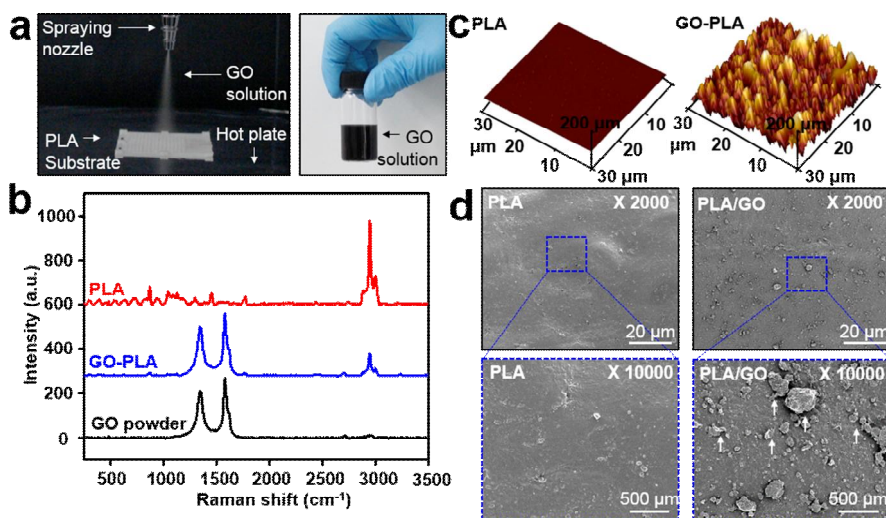 a
Spraying
nozzle
GO
solution
PLA
Substrate
Hot plate
GO
solution
b
Intensity (a.u.)
1000
800
600
400
200
0
PLA
GO-PLA
GO powder
500
1000
1500
2000
2500
3000
3500
Raman shift (cm⁻¹)
c
PLA
200 µm
30
µm
20
10
10
20
30 µm
GO-PLA
200 µm
30
µm
20
10
10
20
30 µm
d
PLA
X 2000
20 µm
PLA/GO
X 2000
20 µm
PLA
X 10000
500 µm
PLA/GO
X 10000
500 µm